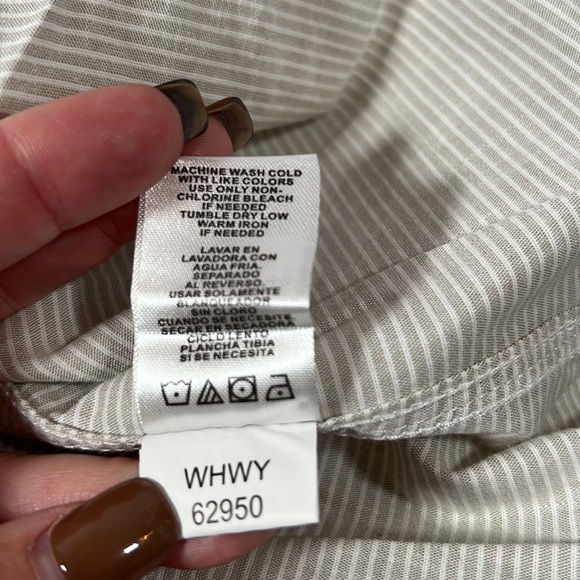 MACHINE WASH COLD
WITH LIKE COLORS
USE ONLY NON-
CHLORINE BLEACH
IF NEEDED
TUMBLE DRY LOW
WARM IRON
IF NEEDED
LAVAR EN
LAVADORA CON
AGUA FRIA.
SEPARADO
AL REVERSO.
USAR SOLAMENTE
BLANQUEADOR
SIN CLORO
CUANDO SE NECESITE
SECAR EN SECADORA
CICLO LENTO
PLANCHA TIBIA
SI SE NECESITA
WHWY
62950